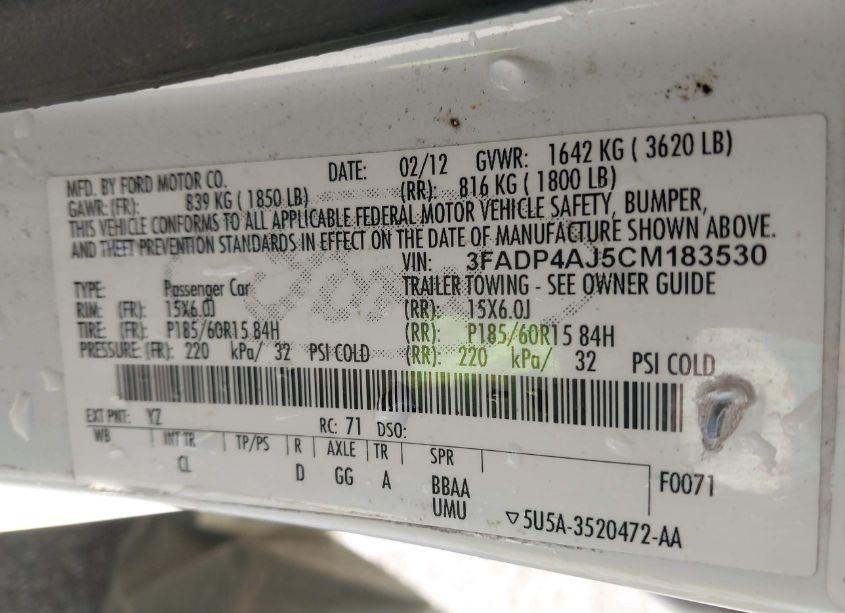 MFD. BY FORD MOTOR CO.
DATE: 02/12 GVWR: 1642 KG ( 3620 LB)
GAWR: (FR): 839 KG ( 1850 LB) (RR): 816 KG ( 1800 LB)
THIS VEHICLE CONFORMS TO ALL APPLICABLE FEDERAL MOTOR VEHICLE SAFETY, BUMPER,
AND THEFT PREVENTION STANDARDS IN EFFECT ON THE DATE OF MANUFACTURE SHOWN ABOVE.
VIN: 3FADP4AJ5CM183530
TYPE: Passenger Car TRAILER TOWING - SEE OWNER GUIDE
RIM: (FR): 15X6.0J (RR): 15X6.0J
TIRE: (FR): P185/60R15 84H (RR): P185/60R15 84H
PRESSURE: (FR): 220 kPa/ 32 PSI COLD (RR): 220 kPa/ 32 PSI COLD
EXT PNT: YZ RC: 71 DSO:
WB INT TR TP/PS R AXLE TR SPR
CL D GG A BBAA F0071
UMU ▽5U5A-3520472-AA